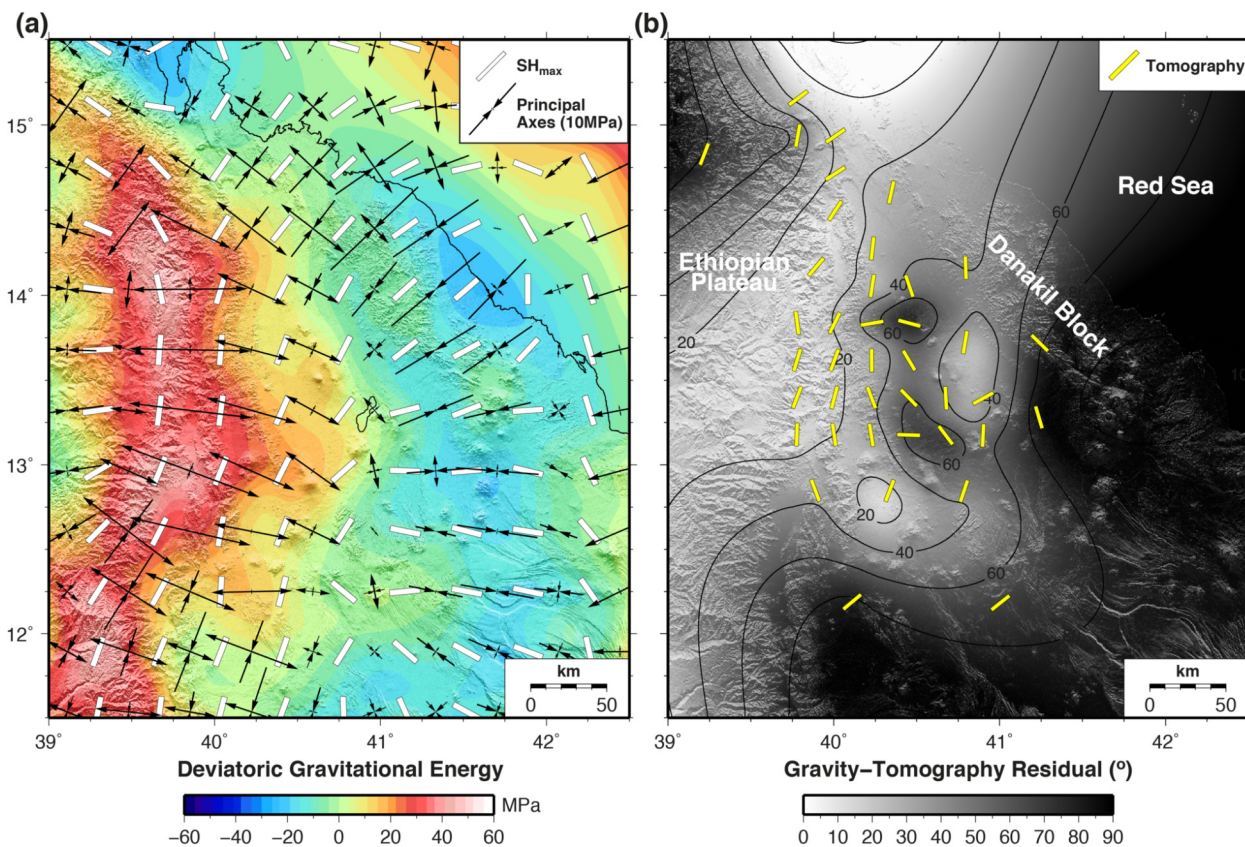 (a)
SHmax
Principal
Axes (10MPa)
15°
14°
13°
12°
km
0 50
39 40 41 42
Deviatoric Gravitational Energy
MPa
−60 −40 −20 0 20 40 60
(b)
Tomography
Red Sea
60
Ethiopian
Plateau
Danakil Block
40
60
20
20
60
20
40
60
km
0 50
39° 40° 41° 42°
Gravity−Tomography Residual (°)
0 10 20 30 40 50 60 70 80 90